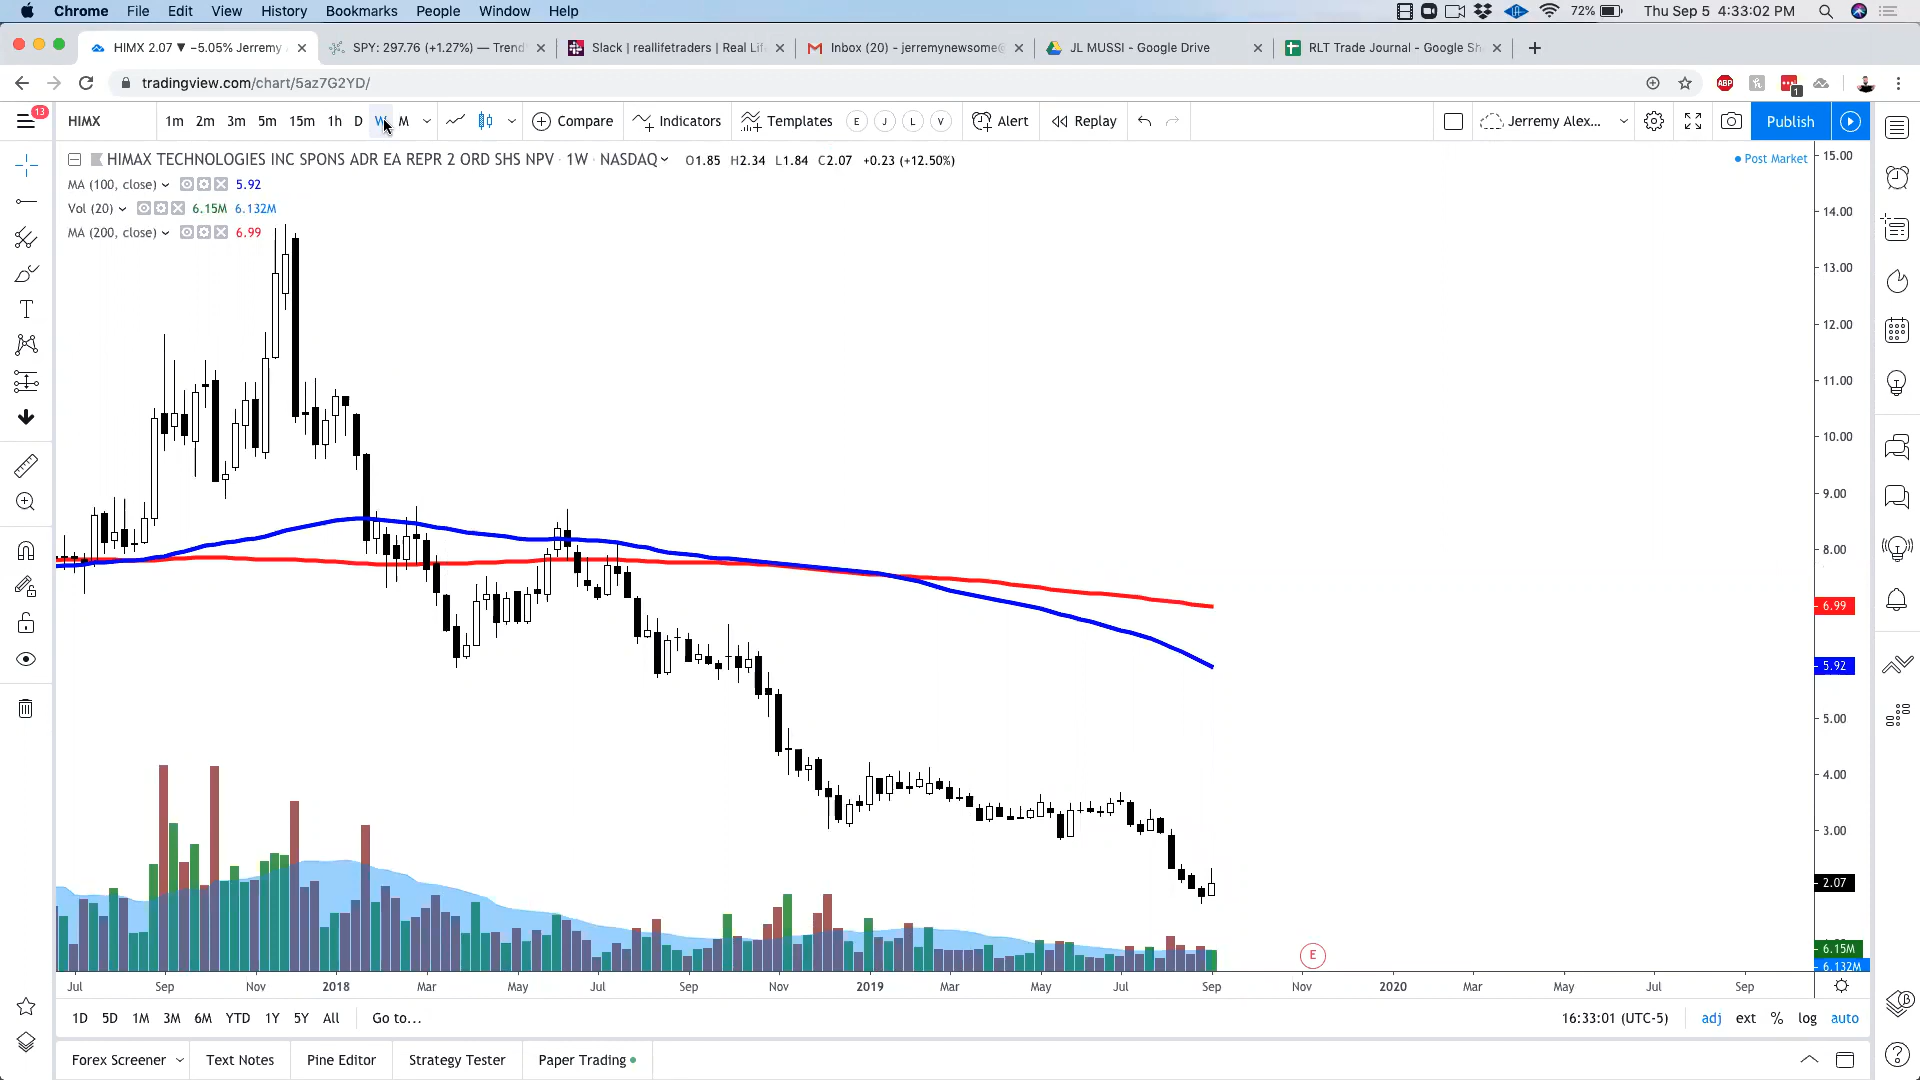 Chrome File Edit View History Bookmarks People Window Help 72% Thu Sep 5 4:33:02 PM
HIMX 2.07 ▼ −5.05% Jerremy SPY: 297.76 (+1.27%) — Trend Slack | reallifetraders | Real Lif Inbox (20) - jerremynewsome@ JL MUSSI - Google Drive RLT Trade Journal - Google She
tradingview.com/chart/5az7G2YD/ ABP 1
13 HIMX 1m 2m 3m 5m 15m 1h D W M Compare Indicators Templates E J L V Alert Replay Jerremy Alex... Publish
HIMAX TECHNOLOGIES INC SPONS ADR EA REPR 2 ORD SHS NPV · 1W · NASDAQ O1.85 H2.34 L1.84 C2.07 +0.23 (+12.50%) Post Market
MA (100, close) 5.92
Vol (20) 6.15M 6.132M
MA (200, close) 6.99
15.00
14.00
13.00
12.00
11.00
10.00
9.00
8.00
6.99
5.92
5.00
4.00
3.00
2.07
6.15M
6.132M
E
Jul Sep Nov 2018 Mar May Jul Sep Nov 2019 Mar May Jul Sep Nov 2020 Mar May Jul Sep
1D 5D 1M 3M 6M YTD 1Y 5Y All Go to... 16:33:01 (UTC-5) adj ext % log auto
Forex Screener Text Notes Pine Editor Strategy Tester Paper Trading